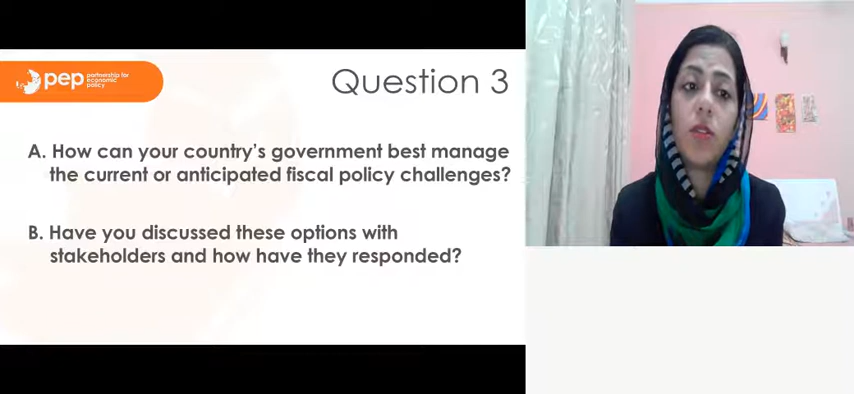 pep partnership for
economic
policy
Question 3
A. How can your country's government best manage
the current or anticipated fiscal policy challenges?
B. Have you discussed these options with
stakeholders and how have they responded?